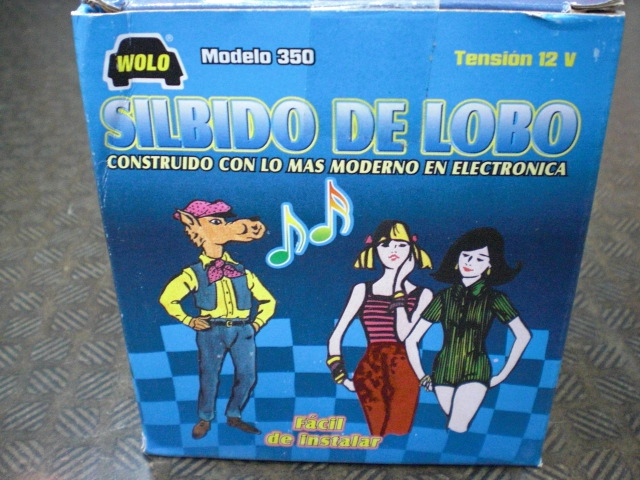 WOLO
Modelo 350
Tensión 12 V
SILBIDO DE LOBO
CONSTRUIDO CON LO MAS MODERNO EN ELECTRONICA
Fácil
de instalar